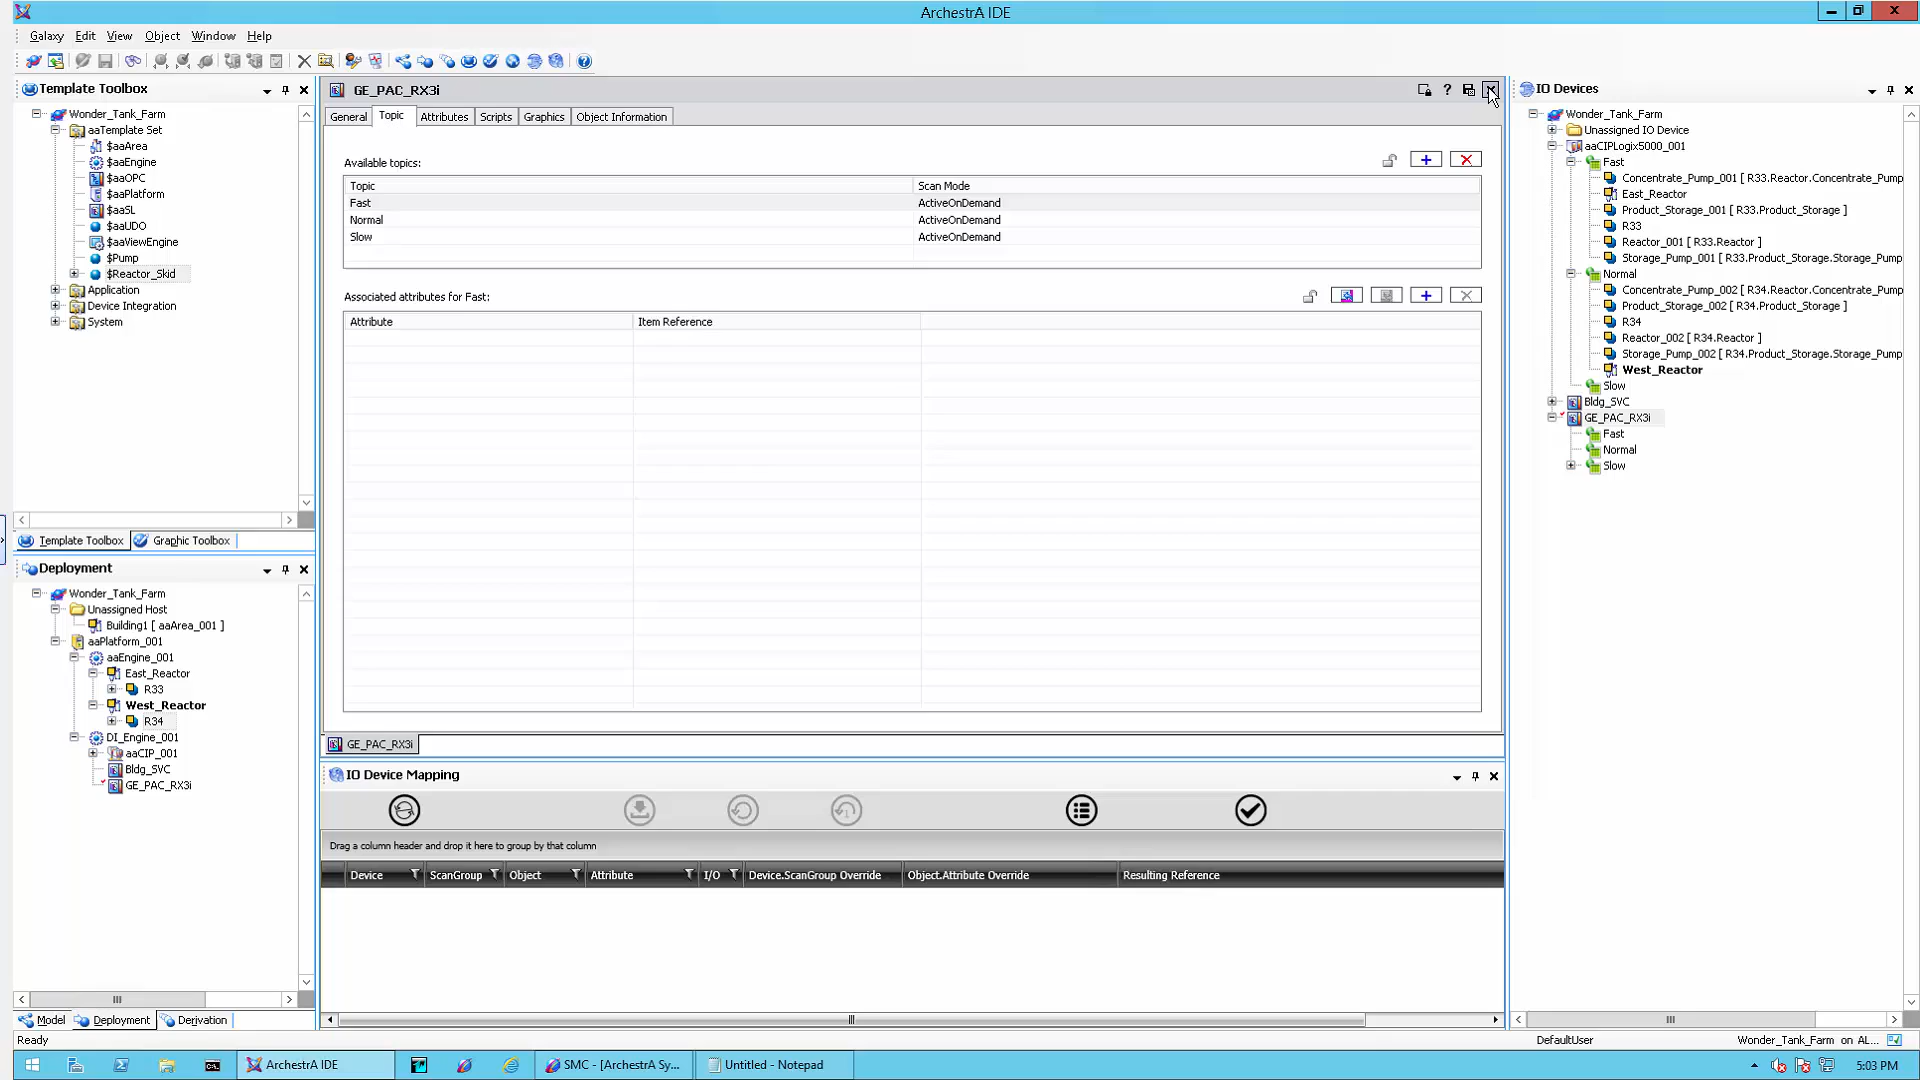 ArchestrA IDE
Galaxy Edit View Object Window Help
Template Toolbox
Wonder_Tank_Farm
aaTemplate Set
$aaArea
$aaEngine
$aaOPC
$aaPlatform
$aaSL
$aaUDO
$aaViewEngine
$Pump
$Reactor_Skid
Application
Device Integration
System
Template Toolbox Graphic Toolbox
Deployment
Wonder_Tank_Farm
Unassigned Host
Building1 [ aaArea_001 ]
aaPlatform_001
aaEngine_001
East_Reactor
R33
West_Reactor
R34
DI_Engine_001
aaCIP_001
Bldg_SVC
GE_PAC_RX3i
Model Deployment Derivation
GE_PAC_RX3i
General Topic Attributes Scripts Graphics Object Information
Available topics:
Topic Scan Mode
Fast ActiveOnDemand
Normal ActiveOnDemand
Slow ActiveOnDemand
Associated attributes for Fast:
Attribute Item Reference
GE_PAC_RX3i
IO Device Mapping
Drag a column header and drop it here to group by that column
Device ScanGroup Object Attribute I/O Device.ScanGroup Override Object.Attribute Override Resulting Reference
IO Devices
Wonder_Tank_Farm
Unassigned IO Device
aaCIPLogix5000_001
Fast
Concentrate_Pump_001 [ R33.Reactor.Concentrate_Pump
East_Reactor
Product_Storage_001 [ R33.Product_Storage ]
R33
Reactor_001 [ R33.Reactor ]
Storage_Pump_001 [ R33.Product_Storage.Storage_Pump
Normal
Concentrate_Pump_002 [ R34.Reactor.Concentrate_Pump
Product_Storage_002 [ R34.Product_Storage ]
R34
Reactor_002 [ R34.Reactor ]
Storage_Pump_002 [ R34.Product_Storage.Storage_Pump
West_Reactor
Slow
Bldg_SVC
GE_PAC_RX3i
Fast
Normal
Slow
Ready DefaultUser Wonder_Tank_Farm on AL...
ArchestrA IDE SMC - [ArchestrA Sy... Untitled - Notepad 5:03 PM